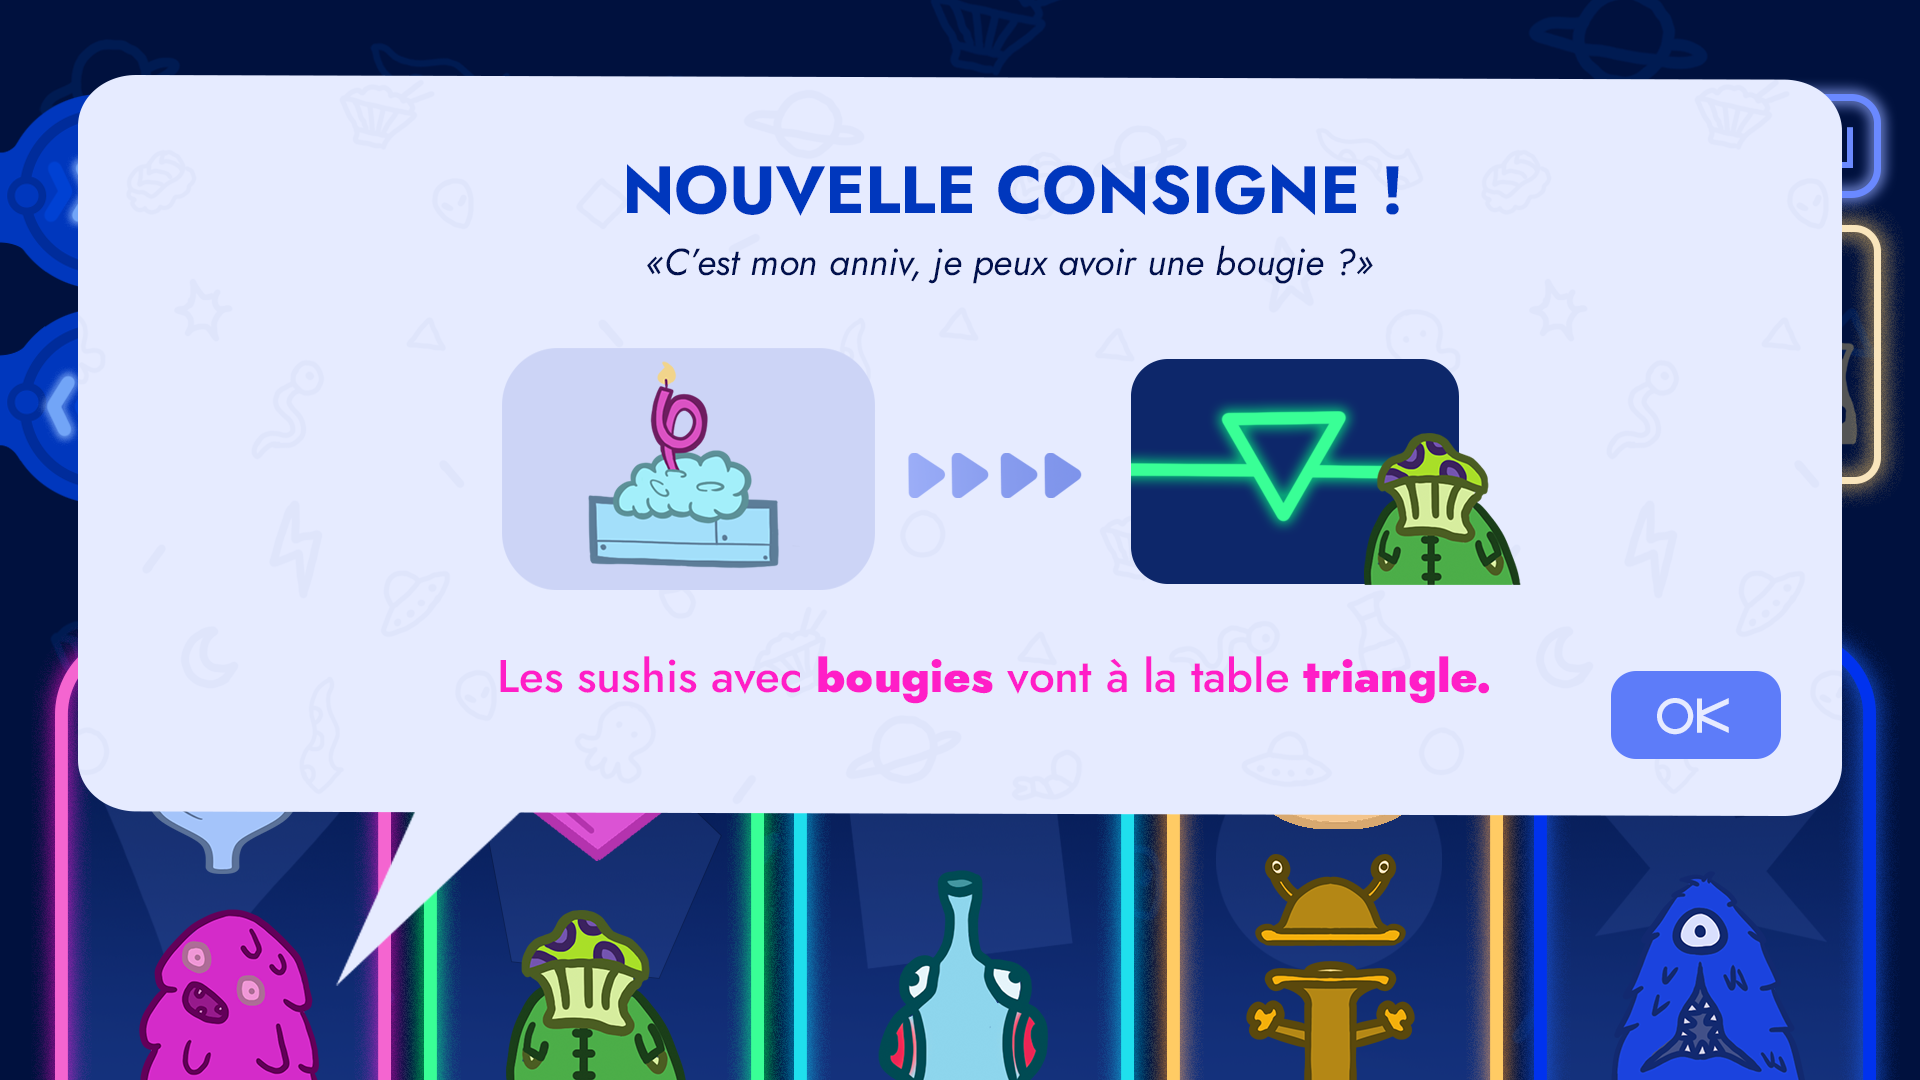 NOUVELLE CONSIGNE !
«C'est mon anniv, je peux avoir une bougie ?»
6
Les sushis avec bougies vont à la table triangle.
OK